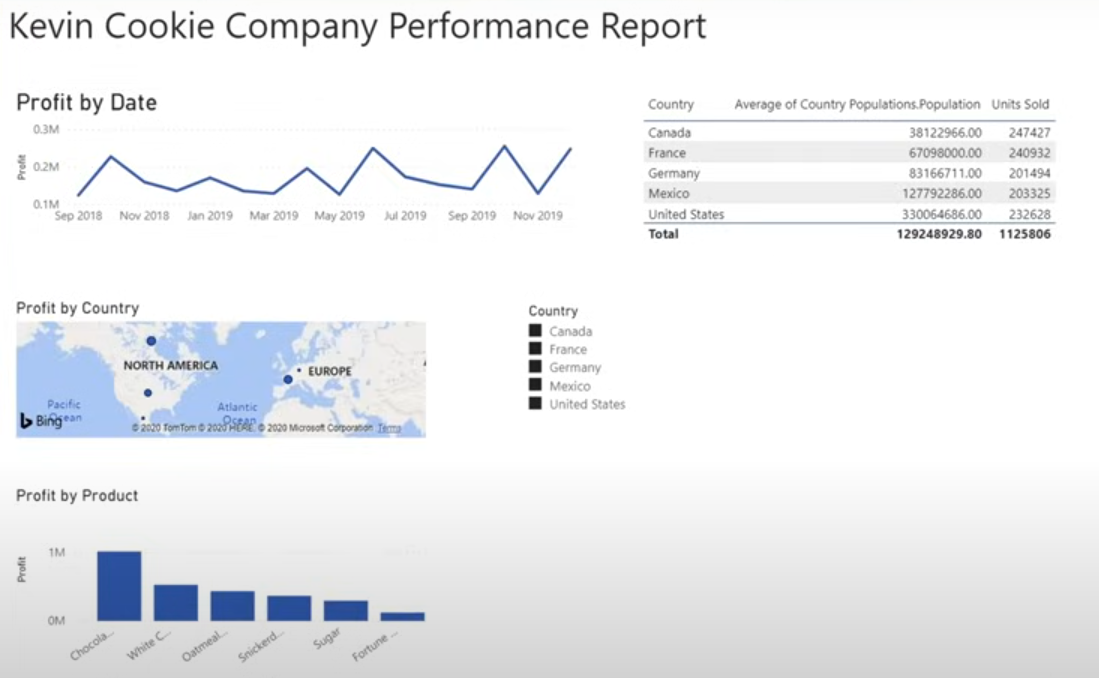 Kevin Cookie Company Performance Report
Profit by Date
0.3M
0.2M
0.1M
Profit
Sep 2018 Nov 2018 Jan 2019 Mar 2019 May 2019 Jul 2019 Sep 2019 Nov 2019
Country Average of Country Populations.Population Units Sold
Canada 38122966.00 247427
France 67098000.00 240932
Germany 83166711.00 201494
Mexico 127792286.00 203325
United States 330064686.00 232628
Total 129248929.80 1125806
Profit by Country
NORTH AMERICA
EUROPE
Pacific
Ocean
Atlantic
Ocean
Bing
© 2020 TomTom © 2020 HERE, © 2020 Microsoft Corporation Terms
Country
Canada
France
Germany
Mexico
United States
Profit by Product
1M
0M
Profit
Chocola... White C... Oatmeal... Snickerd... Sugar Fortune ...